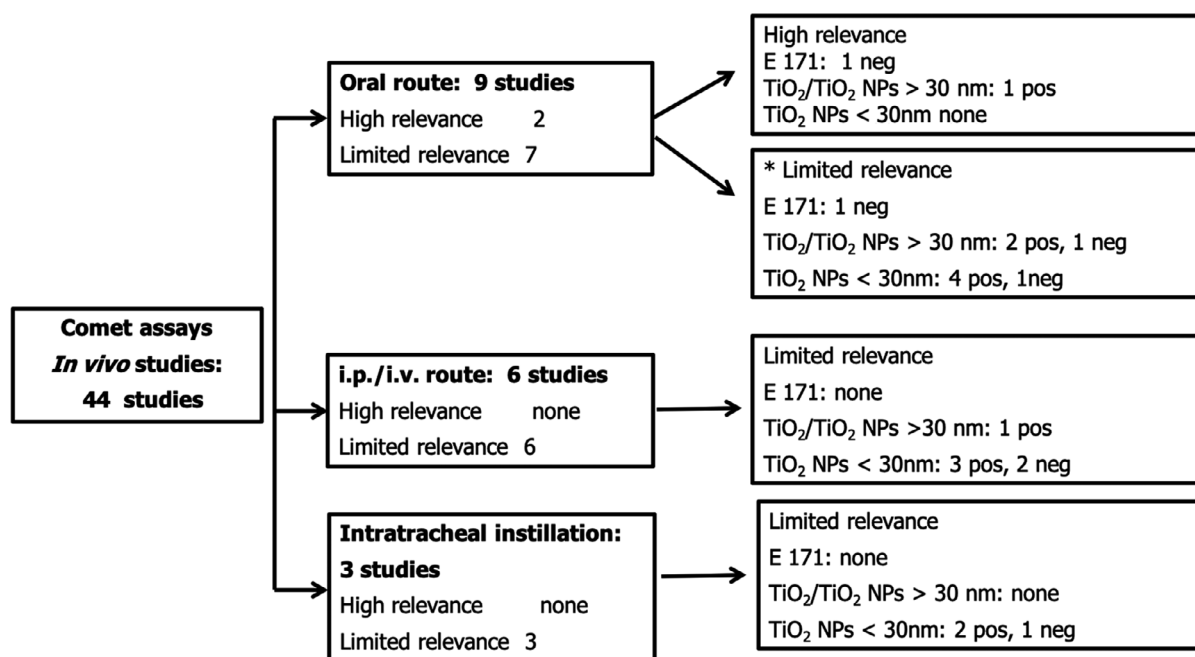 Comet assays
In vivo studies:
44 studies
Oral route: 9 studies
High relevance 2
Limited relevance 7
High relevance
E 171: 1 neg
TiO₂/TiO₂ NPs > 30 nm: 1 pos
TiO₂ NPs < 30nm none
* Limited relevance
E 171: 1 neg
TiO₂/TiO₂ NPs > 30 nm: 2 pos, 1 neg
TiO₂ NPs < 30nm: 4 pos, 1neg
i.p./i.v. route: 6 studies
High relevance none
Limited relevance 6
Limited relevance
E 171: none
TiO₂/TiO₂ NPs >30 nm: 1 pos
TiO₂ NPs < 30nm: 3 pos, 2 neg
Intratracheal instillation:
3 studies
High relevance none
Limited relevance 3
Limited relevance
E 171: none
TiO₂/TiO₂ NPs > 30 nm: none
TiO₂ NPs < 30nm: 2 pos, 1 neg